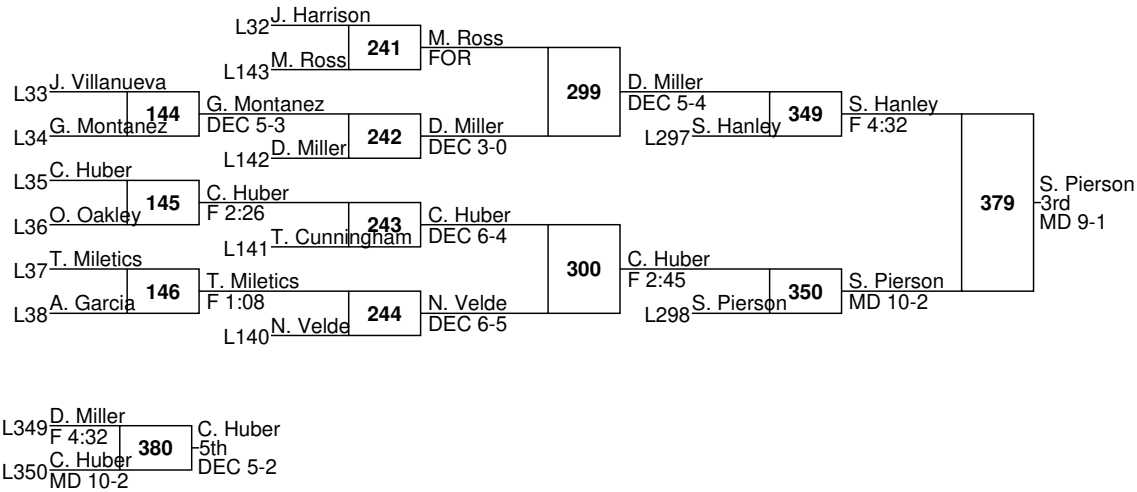 L32 J. Harrison
241
M. Ross
FOR
L143 M. Ross
L33 J. Villanueva
144
G. Montanez
DEC 5-3
L34 G. Montanez
242
D. Miller
DEC 3-0
L142 D. Miller
299
D. Miller
DEC 5-4
L297 S. Hanley
349
S. Hanley
F 4:32
L35 C. Huber
145
C. Huber
F 2:26
L36 O. Oakley
243
C. Huber
DEC 6-4
L141 T. Cunningham
L37 T. Miletics
146
T. Miletics
F 1:08
L38 A. Garcia
244
N. Velde
DEC 6-5
L140 N. Velde
300
C. Huber
F 2:45
L298 S. Pierson
350
S. Pierson
MD 10-2
379
S. Pierson
3rd
MD 9-1
L349 D. Miller
F 4:32
380
C. Huber
5th
DEC 5-2
L350 C. Huber
MD 10-2